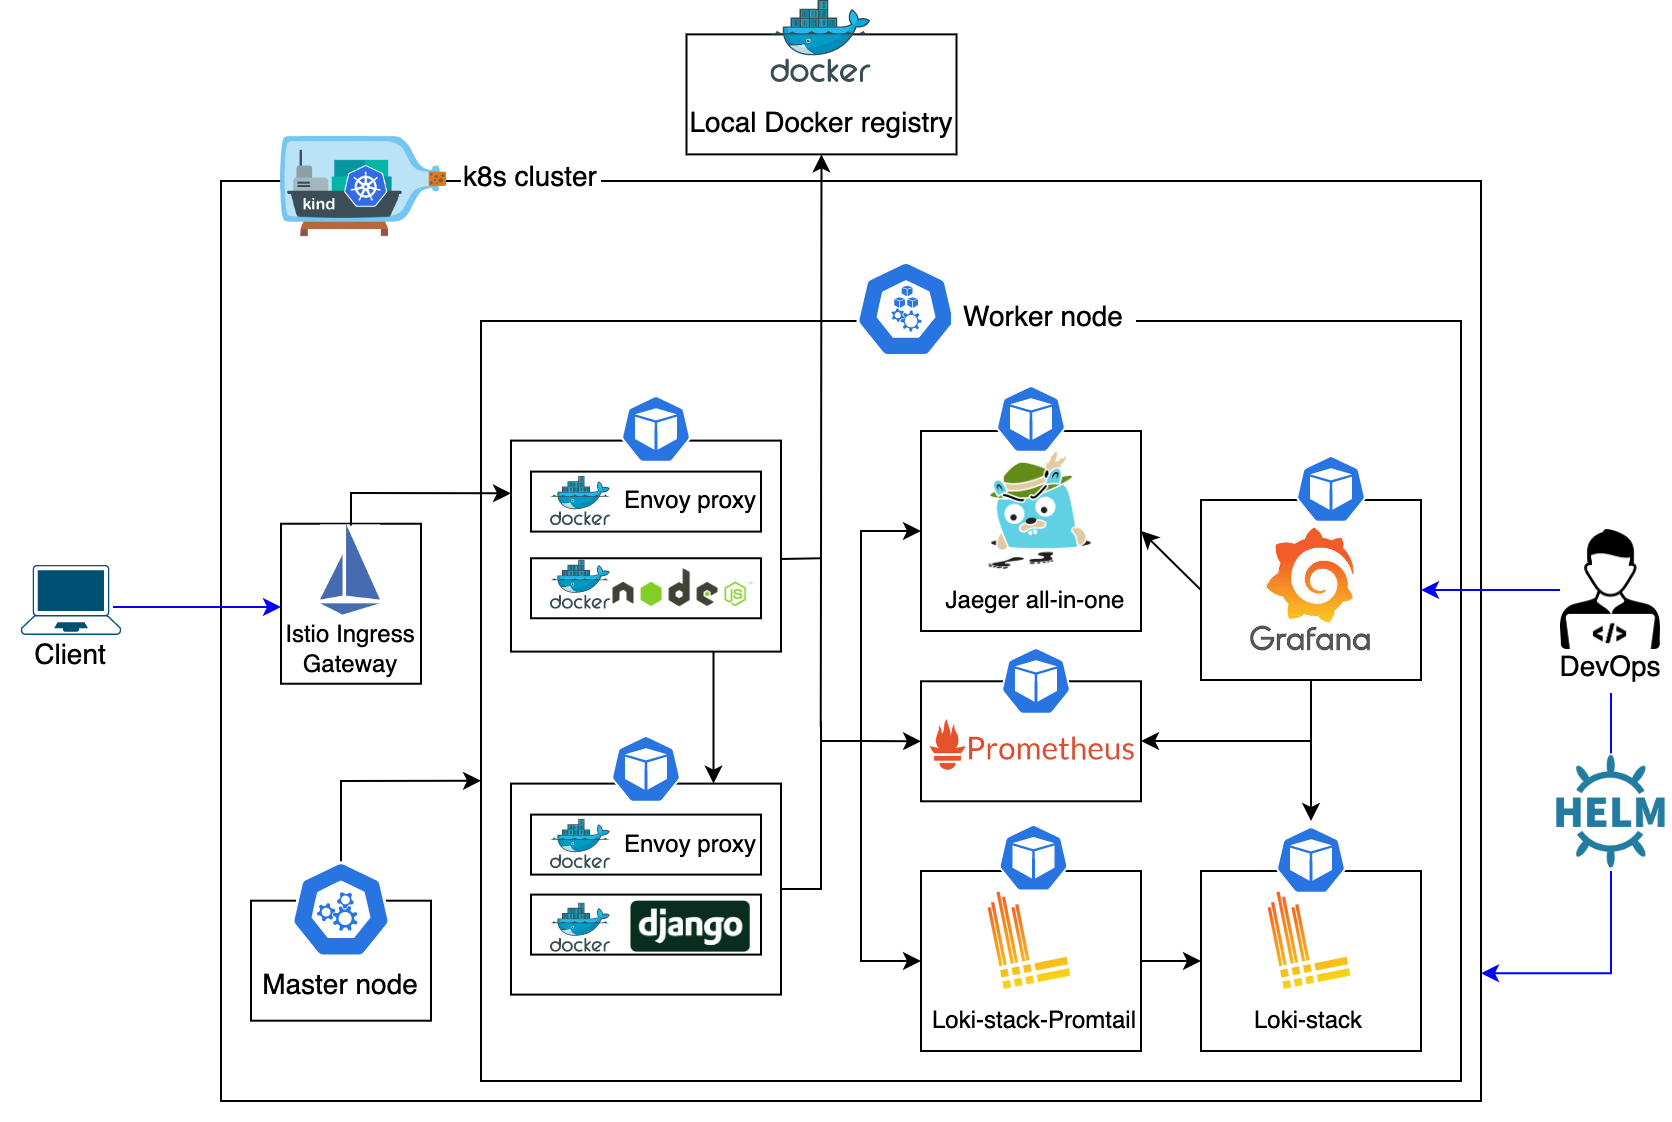 docker
Local Docker registry
kind
k8s cluster
Worker node
docker
Envoy proxy
docker
node
JS
Istio Ingress
Gateway
Client
Jaeger all-in-one
Grafana
DevOps
</>
Prometheus
HELM
docker
Envoy proxy
docker
django
Master node
Loki-stack-Promtail
Loki-stack